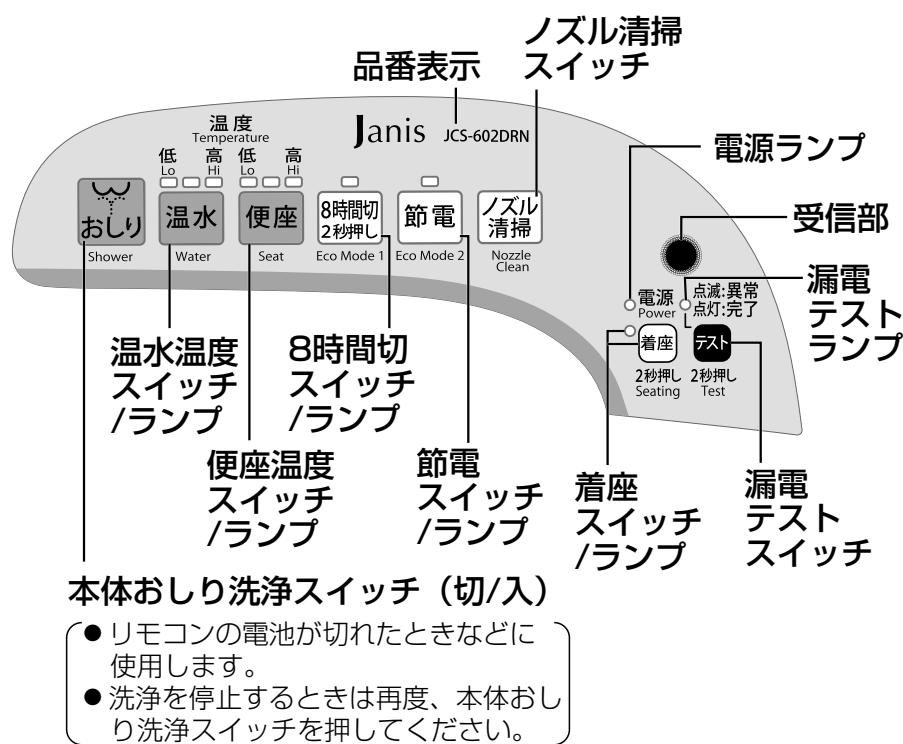 ノズル清掃
スイッチ
品番表示
温度
Temperature
低 高 低 高
Lo Hi Lo Hi
Janis JCS-602DRN
電源ランプ
受信部
おしり
Shower
温水
Water
便座
Seat
8時間切
2秒押し
Eco Mode 1
節電
Eco Mode 2
ノズル
清掃
Nozzle
Clean
漏電
テスト
ランプ
電源
Power
点滅:異常
点灯:完了
着座
2秒押し
Seating
テスト
2秒押し
Test
温水温度
スイッチ
/ランプ
8時間切
スイッチ
/ランプ
便座温度
スイッチ
/ランプ
節電
スイッチ
/ランプ
着座
スイッチ
/ランプ
漏電
テスト
スイッチ
本体おしり洗浄スイッチ(切/入)
●リモコンの電池が切れたときなどに
使用します。
●洗浄を停止するときは再度、本体おし
り洗浄スイッチを押してください。